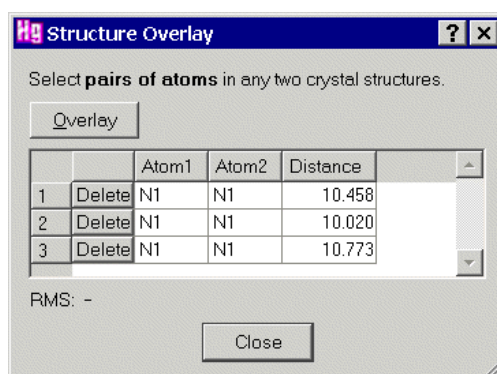 Hg Structure Overlay ? ×
Select pairs of atoms in any two crystal structures.
Overlay
Atom1 Atom2 Distance
1 Delete N1 N1 10.458
2 Delete N1 N1 10.020
3 Delete N1 N1 10.773
RMS: -
Close